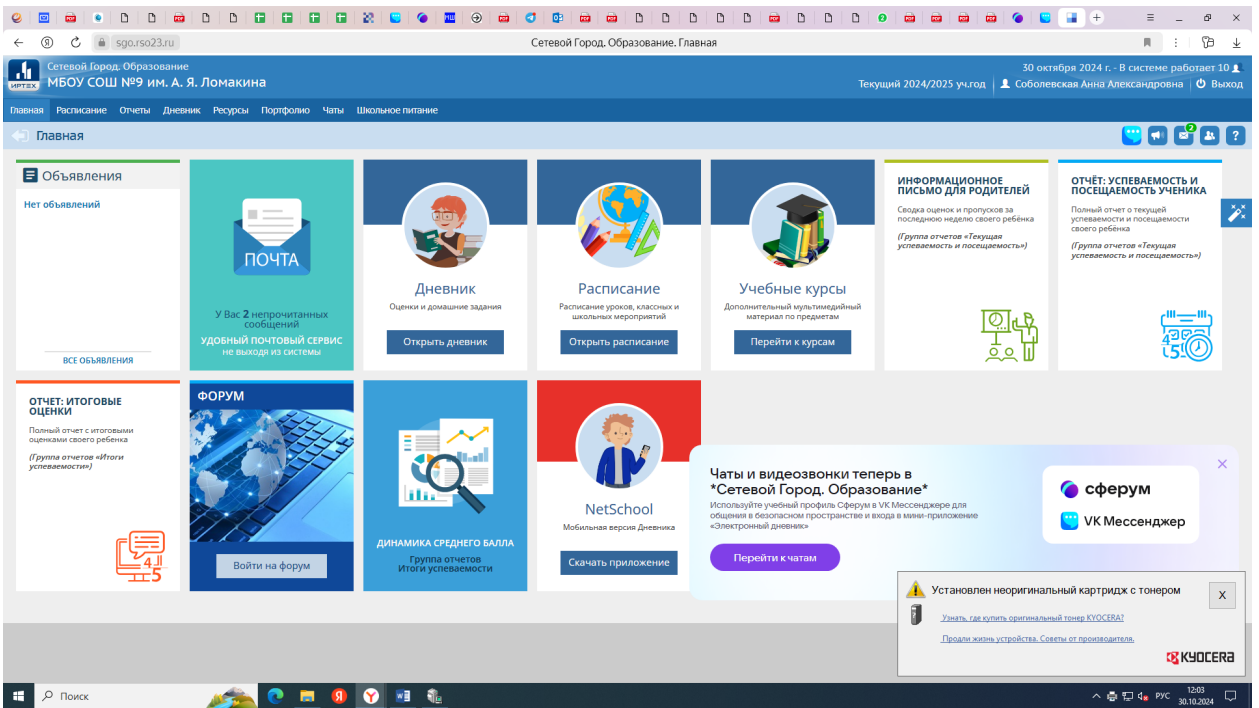 sgo.rso23.ru
Сетевой Город. Образование. Главная
ИРТЕХ
Сетевой Город. Образование
МБОУ СОШ №9 им. А. Я. Ломакина
30 октября 2024 г. - В системе работает 10
Текущий 2024/2025 уч.год
Соболевская Анна Александровна
Выход
Главная Расписание Отчеты Дневник Ресурсы Портфолио Чаты Школьное питание
Главная
2
?
Объявления
Нет объявлений
ВСЕ ОБЪЯВЛЕНИЯ
ПОЧТА
У Вас 2 непрочитанных
сообщений
УДОБНЫЙ ПОЧТОВЫЙ СЕРВИС
не выходя из системы
Дневник
Оценки и домашние задания
Открыть дневник
Расписание
Расписание уроков, классных и
школьных мероприятий
Открыть расписание
Учебные курсы
Дополнительный мультимедийный
материал по предметам
Перейти к курсам
ИНФОРМАЦИОННОЕ
ПИСЬМО ДЛЯ РОДИТЕЛЕЙ
Сводка оценок и пропусков за
последнюю неделю своего ребёнка
(Группа отчетов «Текущая
успеваемость и посещаемость»)
ОТЧЁТ: УСПЕВАЕМОСТЬ И
ПОСЕЩАЕМОСТЬ УЧЕНИКА
Полный отчет о текущей
успеваемости и посещаемости
своего ребёнка
(Группа отчетов «Текущая
успеваемость и посещаемость»)
ОТЧЕТ: ИТОГОВЫЕ
ОЦЕНКИ
Полный отчет с итоговыми
оценками своего ребенка
(Группа отчетов «Итоги
успеваемости»)
ФОРУМ
Войти на форум
ДИНАМИКА СРЕДНЕГО БАЛЛА
Группа отчетов
Итоги успеваемости
NetSchool
Мобильная версия Дневника
Скачать приложение
Чаты и видеозвонки теперь в
*Сетевой Город. Образование*
Используйте учебный профиль Сферум в VK Мессенджере для
общения в безопасном пространстве и входа в мини-приложение
«Электронный дневник»
Перейти к чатам
сферум
VK Мессенджер
Установлен неоригинальный картридж с тонером
X
Узнать, где купить оригинальный тонер KYOCERA?
Продли жизнь устройства. Советы от производителя.
KYOCERA
Поиск
РУС
12:03
30.10.2024